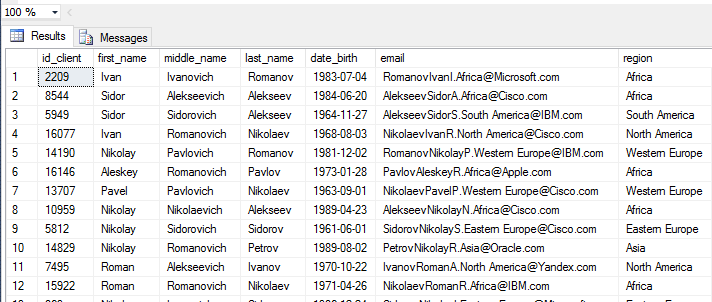 100 %
Results Messages
id_client first_name middle_name last_name date_birth email region
1 2209 Ivan Ivanovich Romanov 1983-07-04 RomanovIvanI.Africa@Microsoft.com Africa
2 8544 Sidor Alekseevich Alekseev 1984-06-20 AlekseevSidorA.Africa@Cisco.com Africa
3 5949 Sidor Sidorovich Alekseev 1964-11-27 AlekseevSidorS.South America@IBM.com South America
4 16077 Ivan Romanovich Nikolaev 1968-08-03 NikolaevIvanR.North America@Cisco.com North America
5 14190 Nikolay Pavlovich Romanov 1981-12-02 RomanovNikolayP.Western Europe@IBM.com Western Europe
6 16146 Aleskey Romanovich Pavlov 1973-01-28 PavlovAleskeyR.Africa@Apple.com Africa
7 13707 Pavel Pavlovich Nikolaev 1963-09-01 NikolaevPavelP.Western Europe@Cisco.com Western Europe
8 10959 Nikolay Nikolaevich Alekseev 1989-04-23 AlekseevNikolayN.Africa@Cisco.com Africa
9 5812 Nikolay Sidorovich Sidorov 1961-06-01 SidorovNikolayS.Eastern Europe@Cisco.com Eastern Europe
10 14829 Nikolay Romanovich Petrov 1989-08-02 PetrovNikolayR.Asia@Oracle.com Asia
11 7495 Roman Alekseevich Ivanov 1970-10-22 IvanovRomanA.North America@Yandex.com North America
12 15922 Roman Romanovich Nikolaev 1971-04-26 NikolaevRomanR.Africa@IBM.com Africa